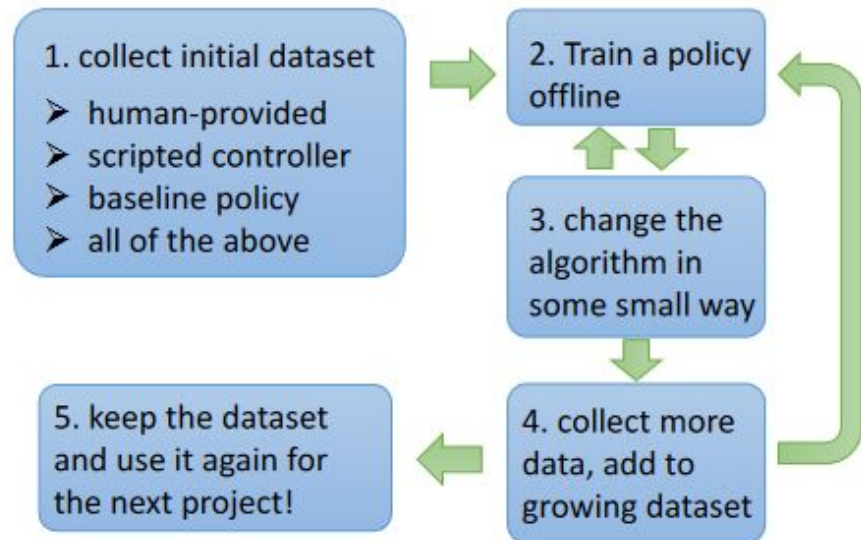 1. collect initial dataset
➢ human-provided
➢ scripted controller
➢ baseline policy
➢ all of the above
2. Train a policy
offline
3. change the
algorithm in
some small way
4. collect more
data, add to
growing dataset
5. keep the dataset
and use it again for
the next project!